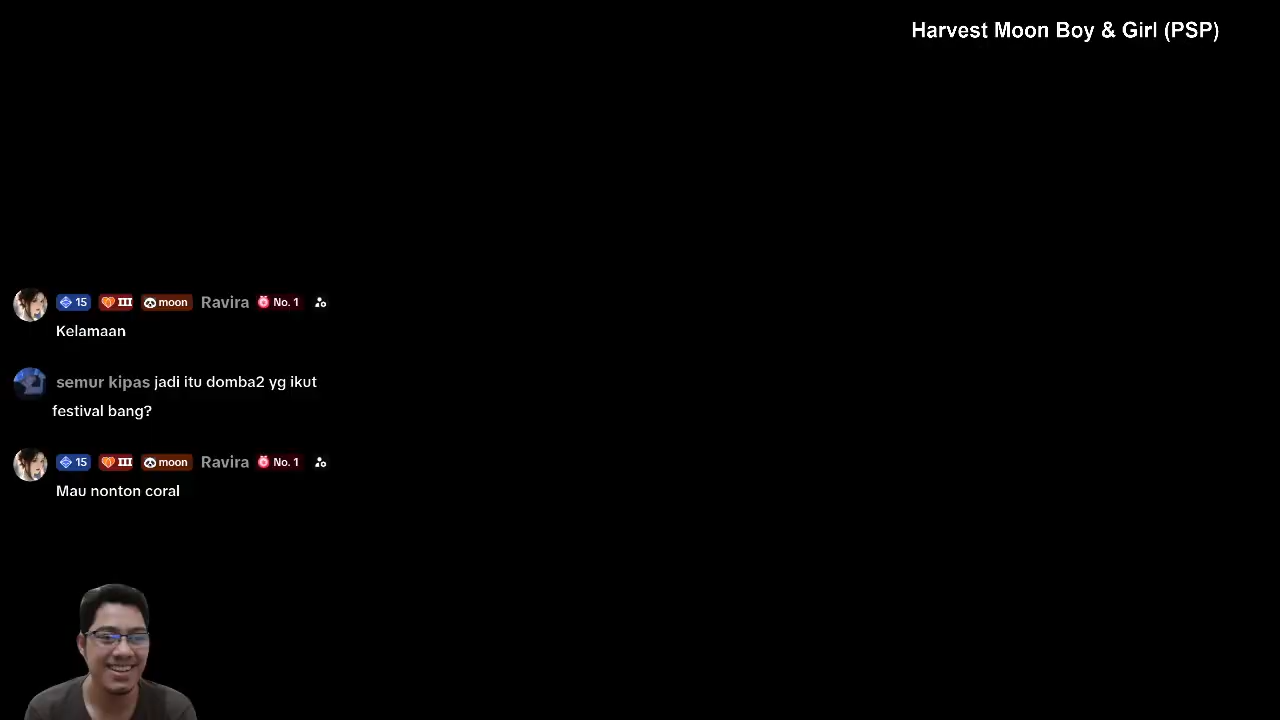 Harvest Moon Boy & Girl (PSP)
15 III moon Ravira No. 1
Kelamaan
semur kipas jadi itu domba2 yg ikut
festival bang?
15 III moon Ravira No. 1
Mau nonton coral